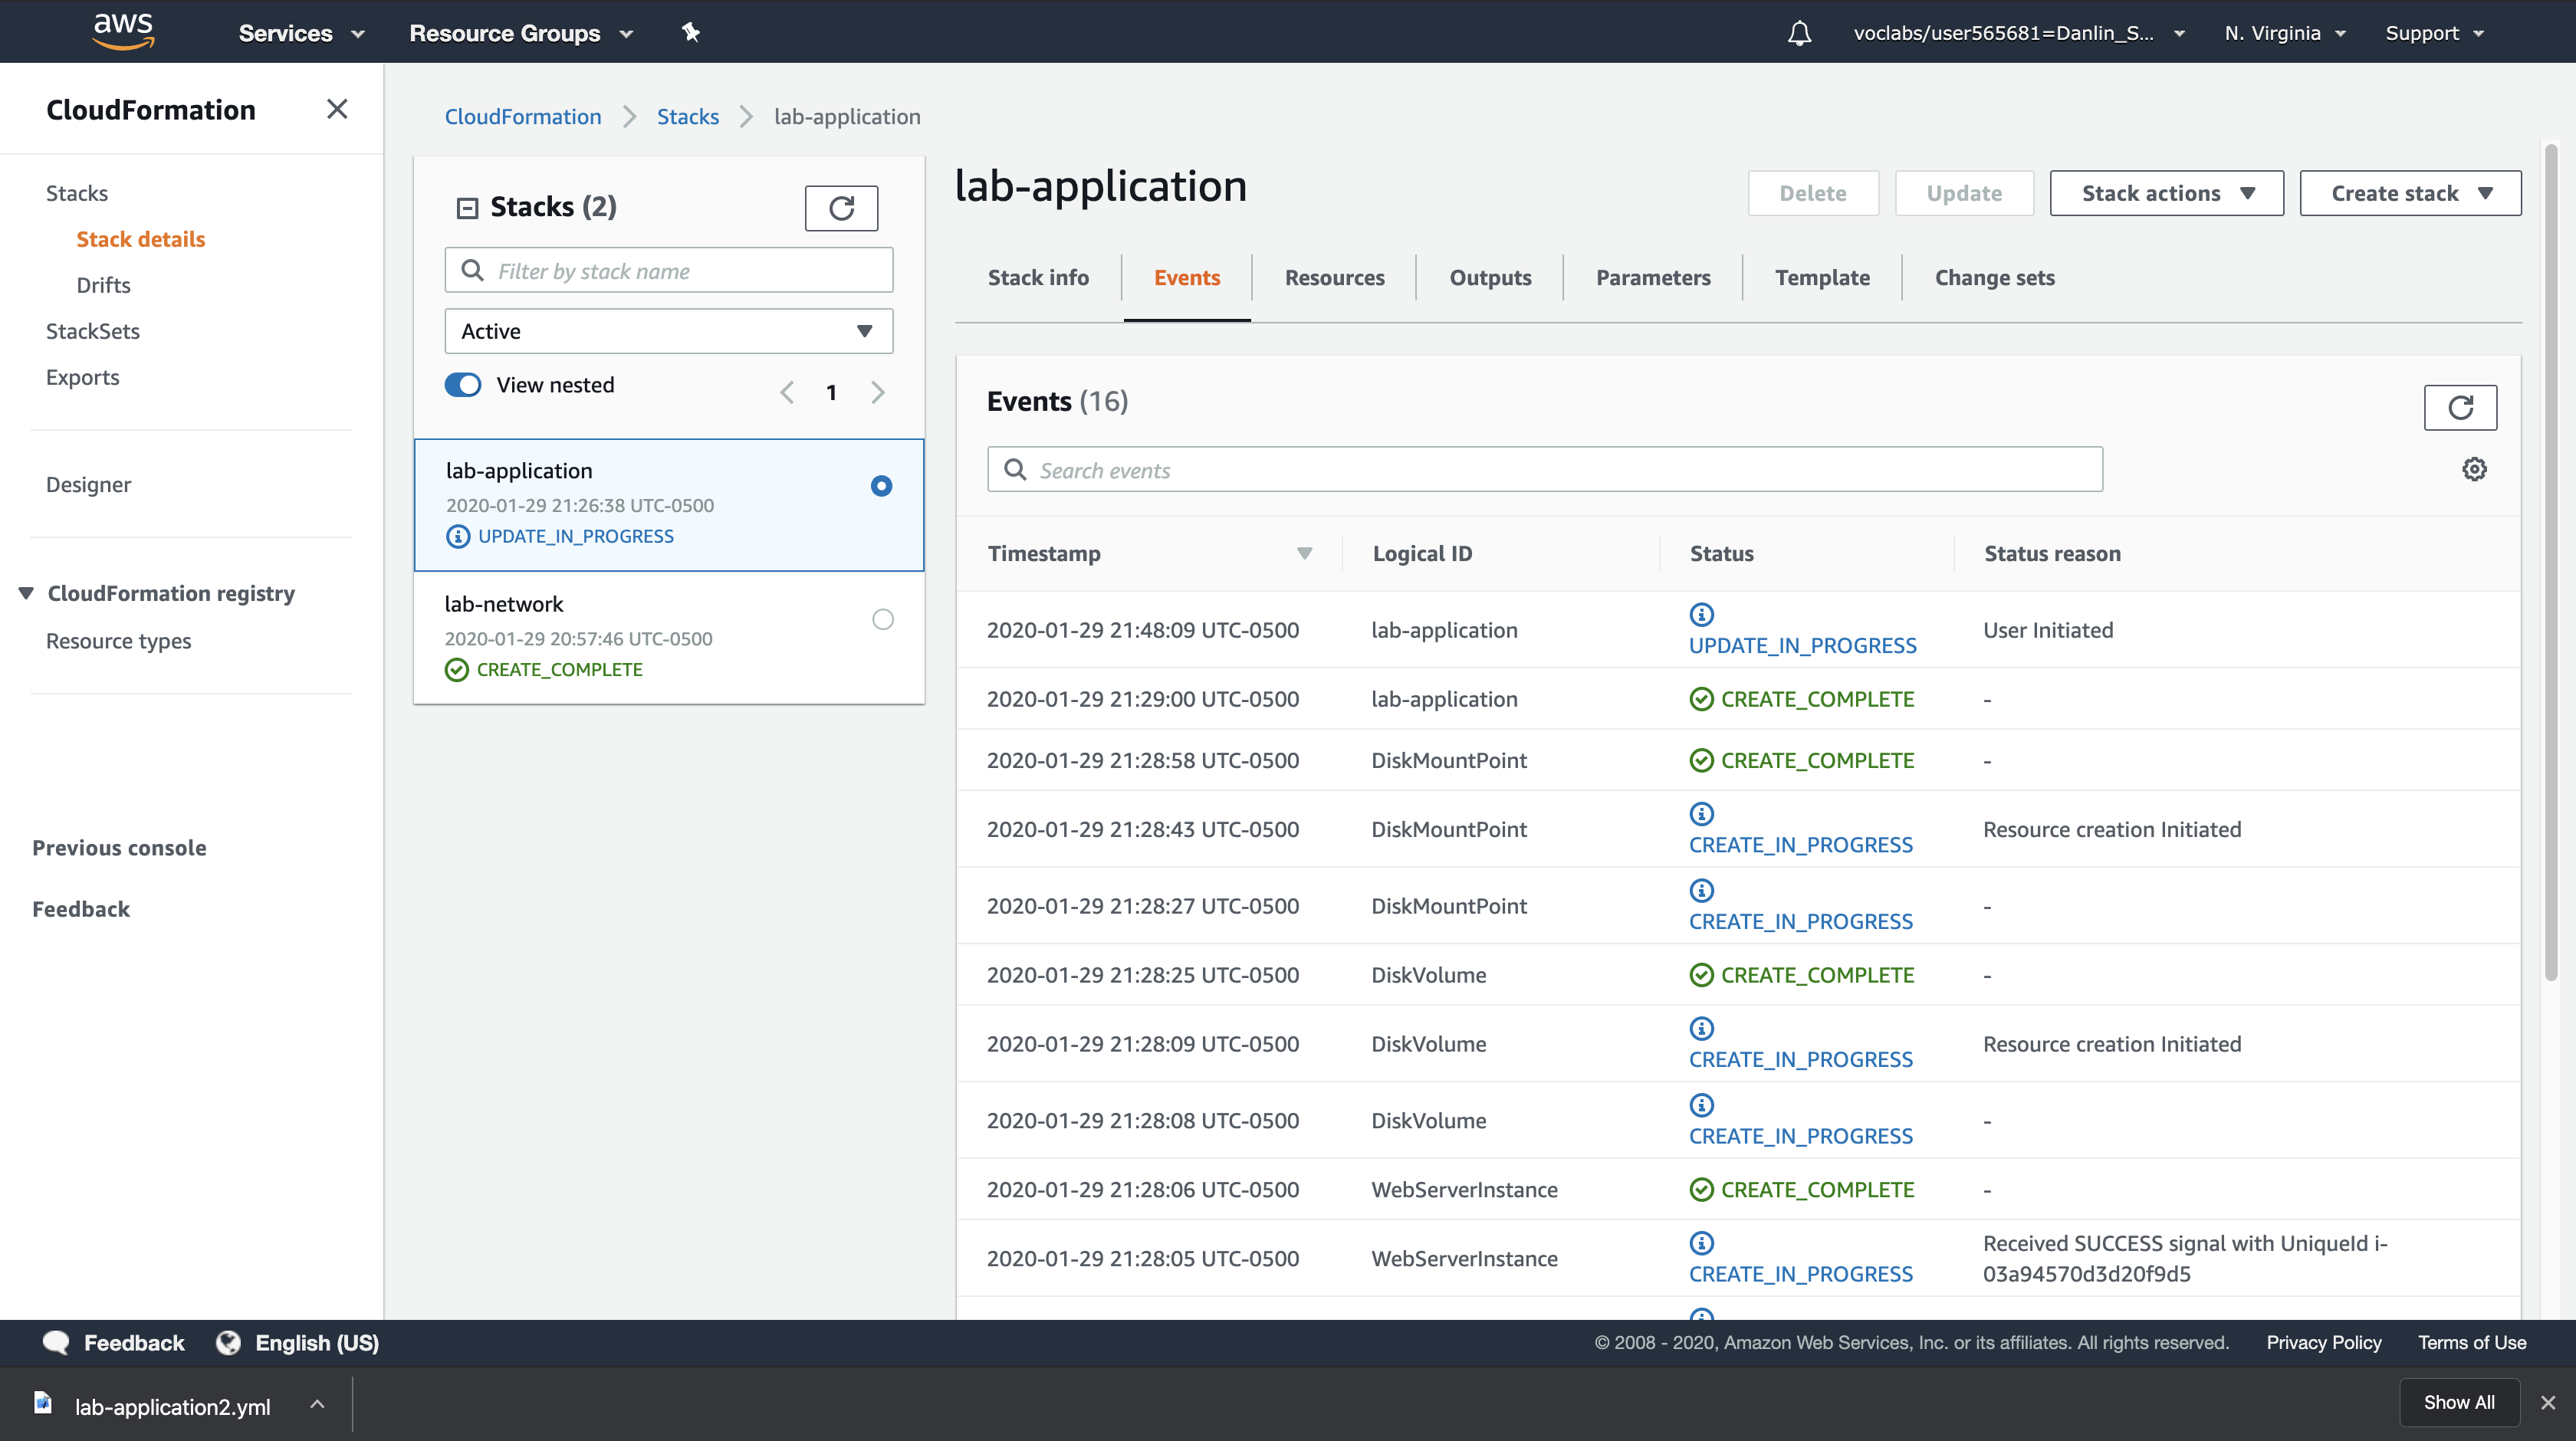 aws
Services
Resource Groups
voclabs/user565681=Danlin_S...
N. Virginia
Support
CloudFormation
Stacks
Stack details
Drifts
StackSets
Exports
Designer
CloudFormation registry
Resource types
Previous console
Feedback
CloudFormation
Stacks
lab-application
Stacks (2)
Filter by stack name
Active
View nested
1
lab-application
2020-01-29 21:26:38 UTC-0500
UPDATE_IN_PROGRESS
lab-network
2020-01-29 20:57:46 UTC-0500
CREATE_COMPLETE
lab-application
Delete
Update
Stack actions
Create stack
Stack info
Events
Resources
Outputs
Parameters
Template
Change sets
Events (16)
Search events
Timestamp
Logical ID
Status
Status reason
2020-01-29 21:48:09 UTC-0500
lab-application
UPDATE_IN_PROGRESS
User Initiated
2020-01-29 21:29:00 UTC-0500
lab-application
CREATE_COMPLETE
-
2020-01-29 21:28:58 UTC-0500
DiskMountPoint
CREATE_COMPLETE
-
2020-01-29 21:28:43 UTC-0500
DiskMountPoint
CREATE_IN_PROGRESS
Resource creation Initiated
2020-01-29 21:28:27 UTC-0500
DiskMountPoint
CREATE_IN_PROGRESS
-
2020-01-29 21:28:25 UTC-0500
DiskVolume
CREATE_COMPLETE
-
2020-01-29 21:28:09 UTC-0500
DiskVolume
CREATE_IN_PROGRESS
Resource creation Initiated
2020-01-29 21:28:08 UTC-0500
DiskVolume
CREATE_IN_PROGRESS
-
2020-01-29 21:28:06 UTC-0500
WebServerInstance
CREATE_COMPLETE
-
2020-01-29 21:28:05 UTC-0500
WebServerInstance
CREATE_IN_PROGRESS
Received SUCCESS signal with UniqueId i-
03a94570d3d20f9d5
Feedback
English (US)
© 2008 - 2020, Amazon Web Services, Inc. or its affiliates. All rights reserved.
Privacy Policy
Terms of Use
lab-application2.yml
Show All